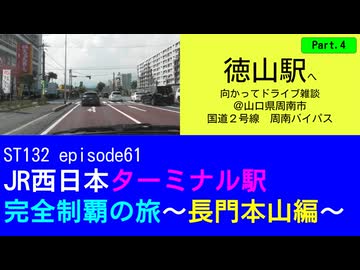 Part.4
徳山駅へ
向かってドライブ雑談
@山口県周南市
国道２号線　周南バイパス
ST132 episode61
JR西日本ターミナル駅
完全制覇の旅～長門本山編～